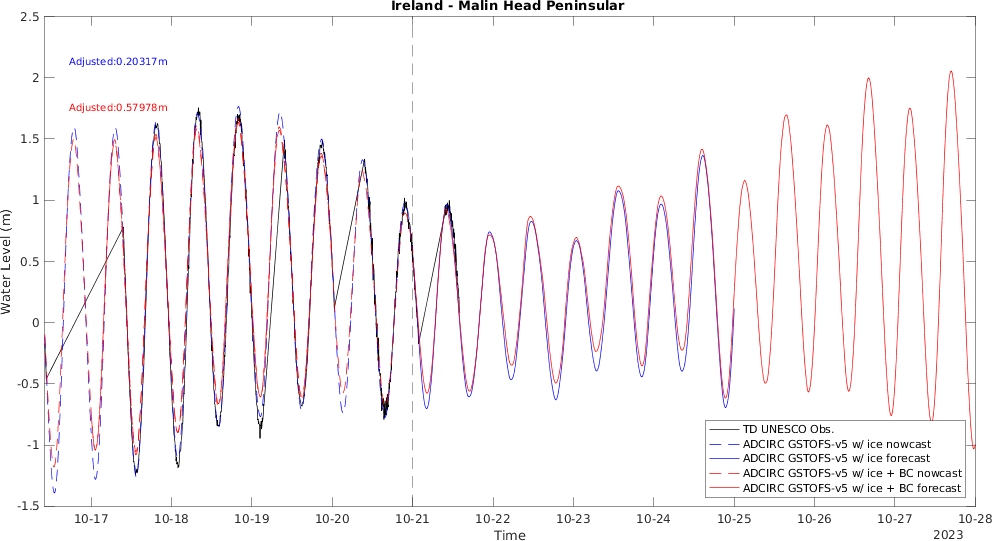 Ireland - Malin Head Peninsular
2.5
Adjusted:0.20317m
2
Adjusted:0.57978m
1.5
1
Water Level (m)
0.5
0
-0.5
-1
-1.5
TD UNESCO Obs.
ADCIRC GSTOFS-v5 w/ ice nowcast
ADCIRC GSTOFS-v5 w/ ice forecast
ADCIRC GSTOFS-v5 w/ ice + BC nowcast
ADCIRC GSTOFS-v5 w/ ice + BC forecast
10-17 10-18 10-19 10-20 10-21 10-22 10-23 10-24 10-25 10-26 10-27 10-28
Time
2023